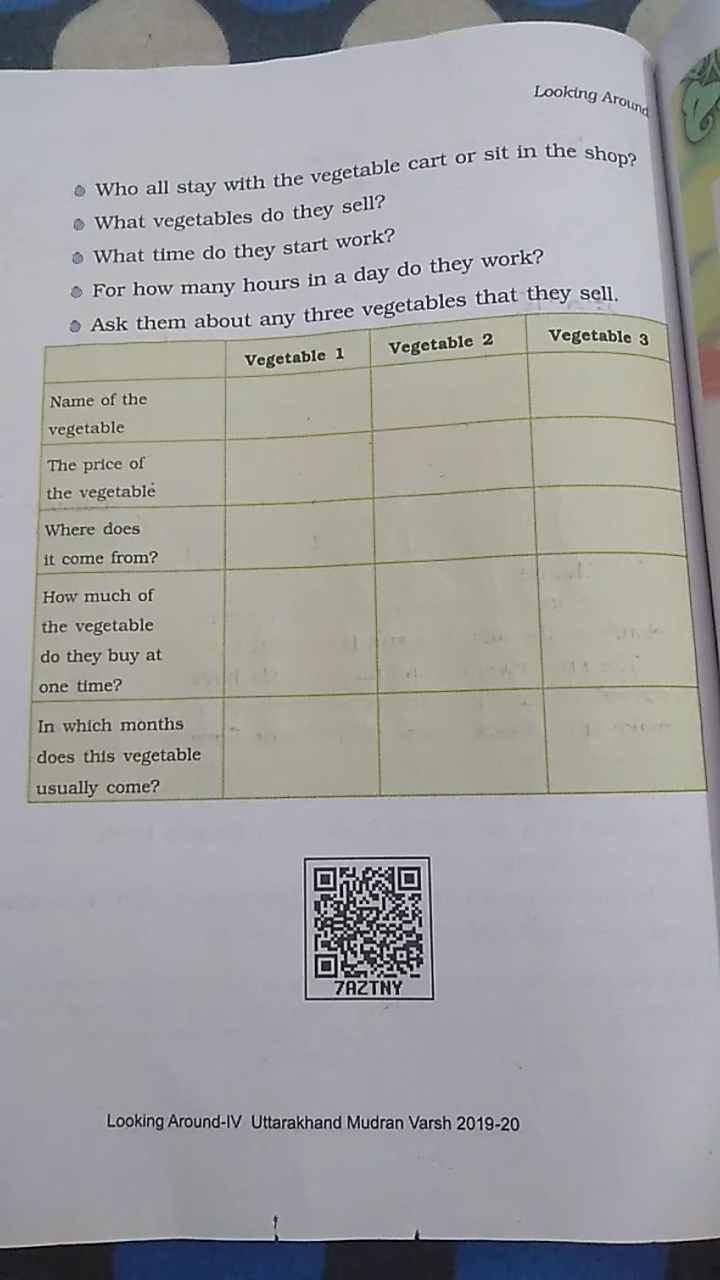 Looking Around
Who all stay with the vegetable cart or sit in the shop?
What vegetables do they sell?
What time do they start work?
For how many hours in a day do they work?
Ask them about any three vegetables that they sell.
Vegetable 1 Vegetable 2 Vegetable 3
Name of the
vegetable
The price of
the vegetable
Where does
it come from?
How much of
the vegetable
do they buy at
one time?
In which months
does this vegetable
usually come?
7AZTNY
Looking Around-IV Uttarakhand Mudran Varsh 2019-20